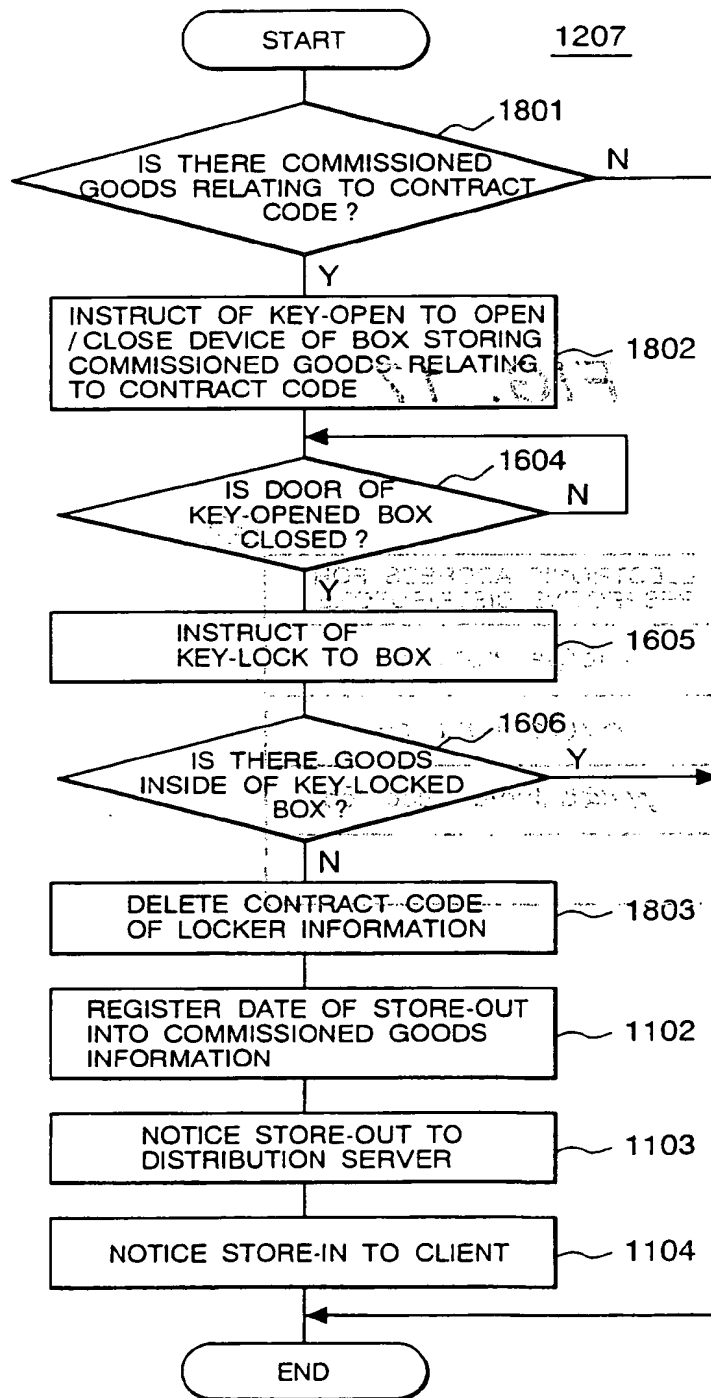 START
1207
1801
IS THERE COMMISSIONED
GOODS RELATING TO CONTRACT
CODE ?
N
Y
INSTRUCT OF KEY-OPEN TO OPEN
/ CLOSE DEVICE OF BOX STORING
COMMISSIONED GOODS RELATING
TO CONTRACT CODE
1802
1604
IS DOOR OF
KEY-OPENED BOX
CLOSED ?
N
Y
INSTRUCT OF
KEY-LOCK TO BOX
1605
1606
IS THERE GOODS
INSIDE OF KEY-LOCKED
BOX ?
Y
N
DELETE CONTRACT CODE
OF LOCKER INFORMATION
1803
REGISTER DATE OF STORE-OUT
INTO COMMISSIONED GOODS
INFORMATION
1102
NOTICE STORE-OUT TO
DISTRIBUTION SERVER
1103
NOTICE STORE-IN TO CLIENT
1104
END